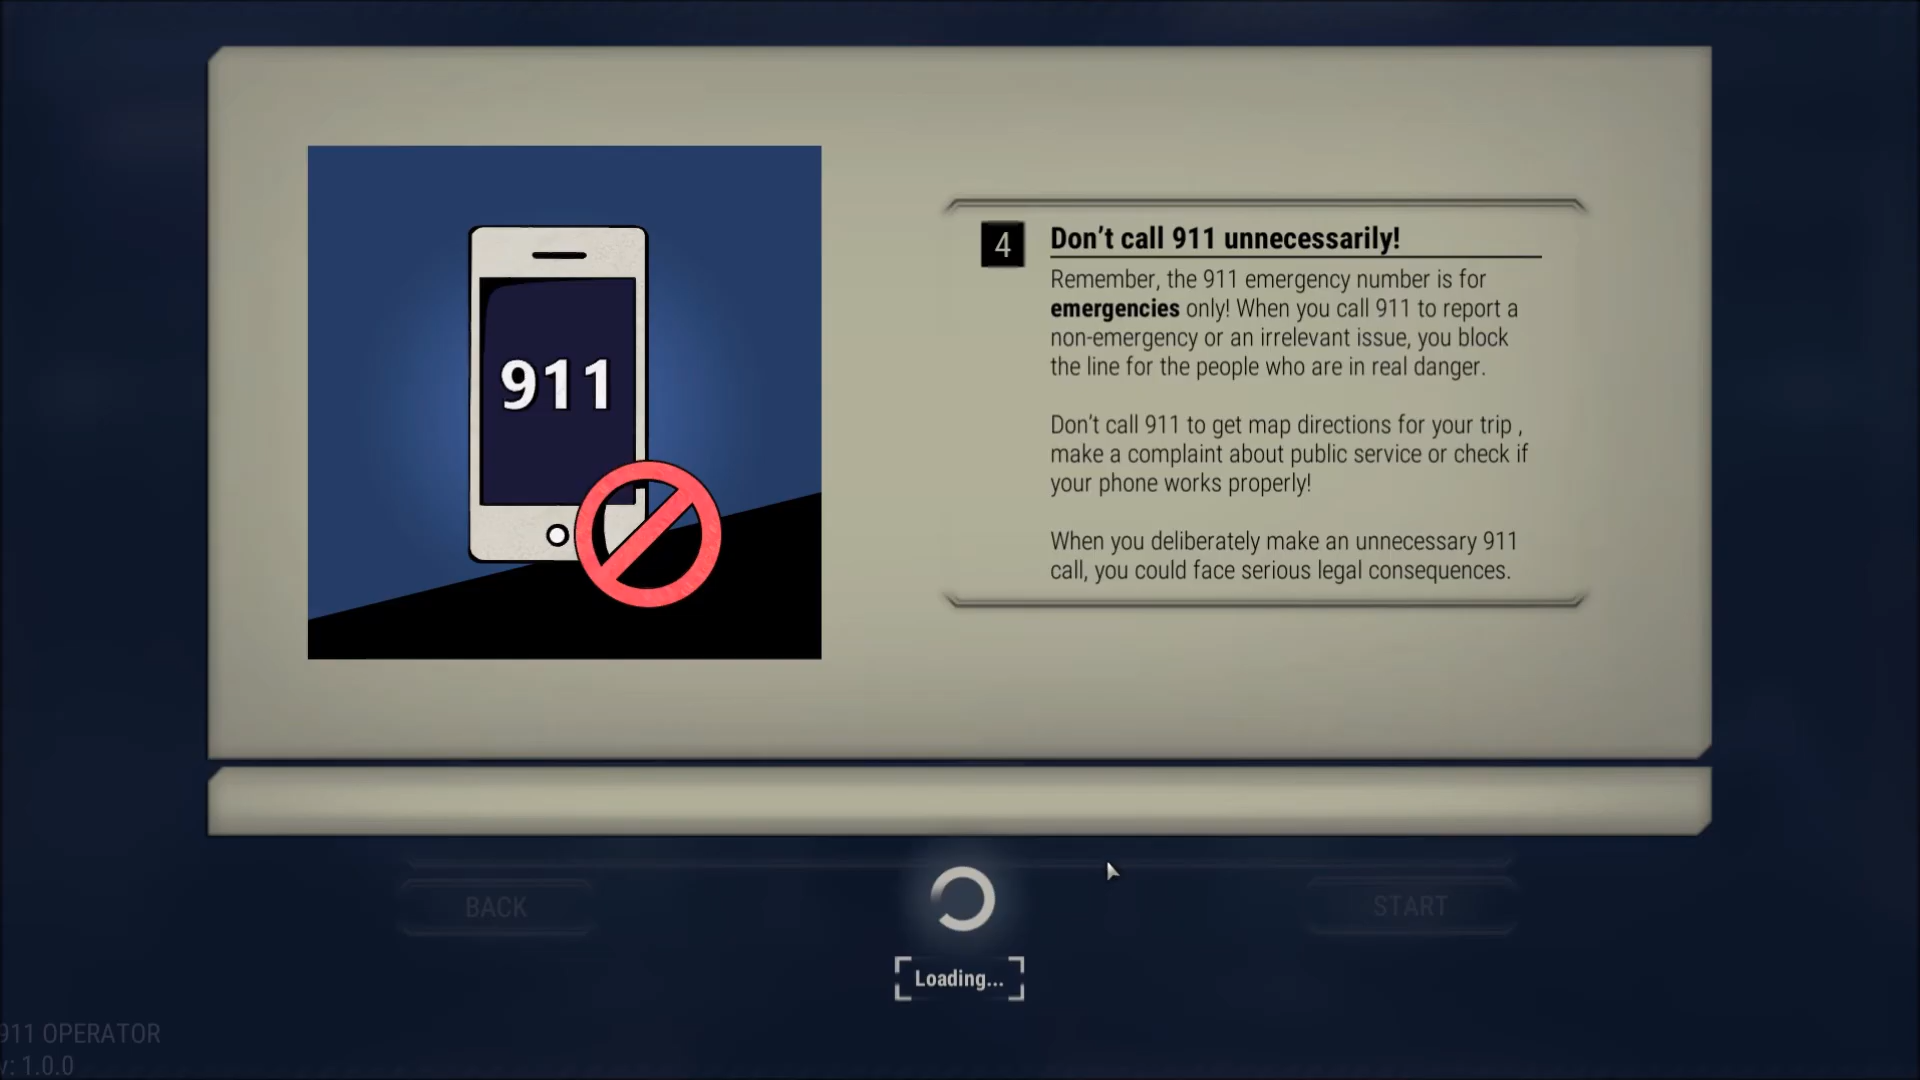 911
4
Don’t call 911 unnecessarily!
Remember, the 911 emergency number is for
emergencies only! When you call 911 to report a
non-emergency or an irrelevant issue, you block
the line for the people who are in real danger.
Don’t call 911 to get map directions for your trip ,
make a complaint about public service or check if
your phone works properly!
When you deliberately make an unnecessary 911
call, you could face serious legal consequences.
BACK
START
Loading...
911 OPERATOR
v: 1.0.0